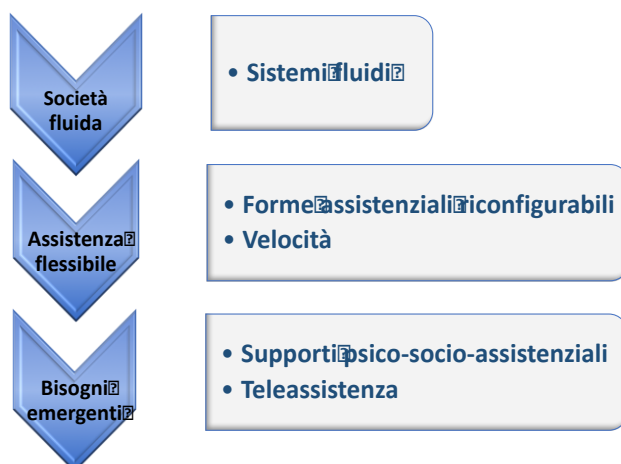 Società
fluida
• Sistemi fluidi
Assistenza
flessibile
• Forme assistenziali riconfigurabili
• Velocità
Bisogni
emergenti
• Supporti psico-socio-assistenziali
• Teleassistenza